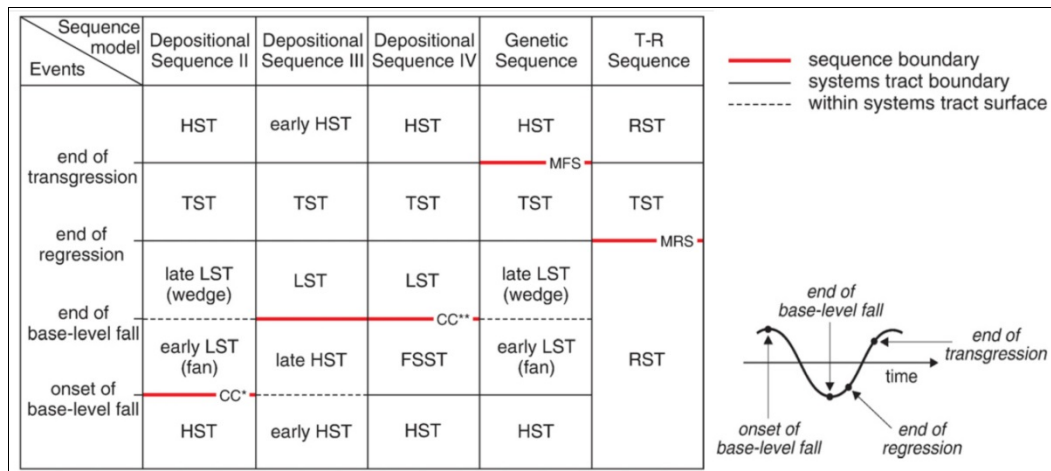 Sequence
model
Events
Depositional
Sequence II
Depositional
Sequence III
Depositional
Sequence IV
Genetic
Sequence
T-R
Sequence
HST
early HST
HST
HST
RST
end of
transgression
MFS
TST
TST
TST
TST
TST
end of
regression
MRS
late LST
(wedge)
LST
LST
late LST
(wedge)
end of
base-level fall
CC**
early LST
(fan)
late HST
FSST
early LST
(fan)
RST
onset of
base-level fall
CC*
HST
early HST
HST
HST
sequence boundary
systems tract boundary
within systems tract surface
end of
base-level fall
end of
transgression
time
onset of
base-level fall
end of
regression